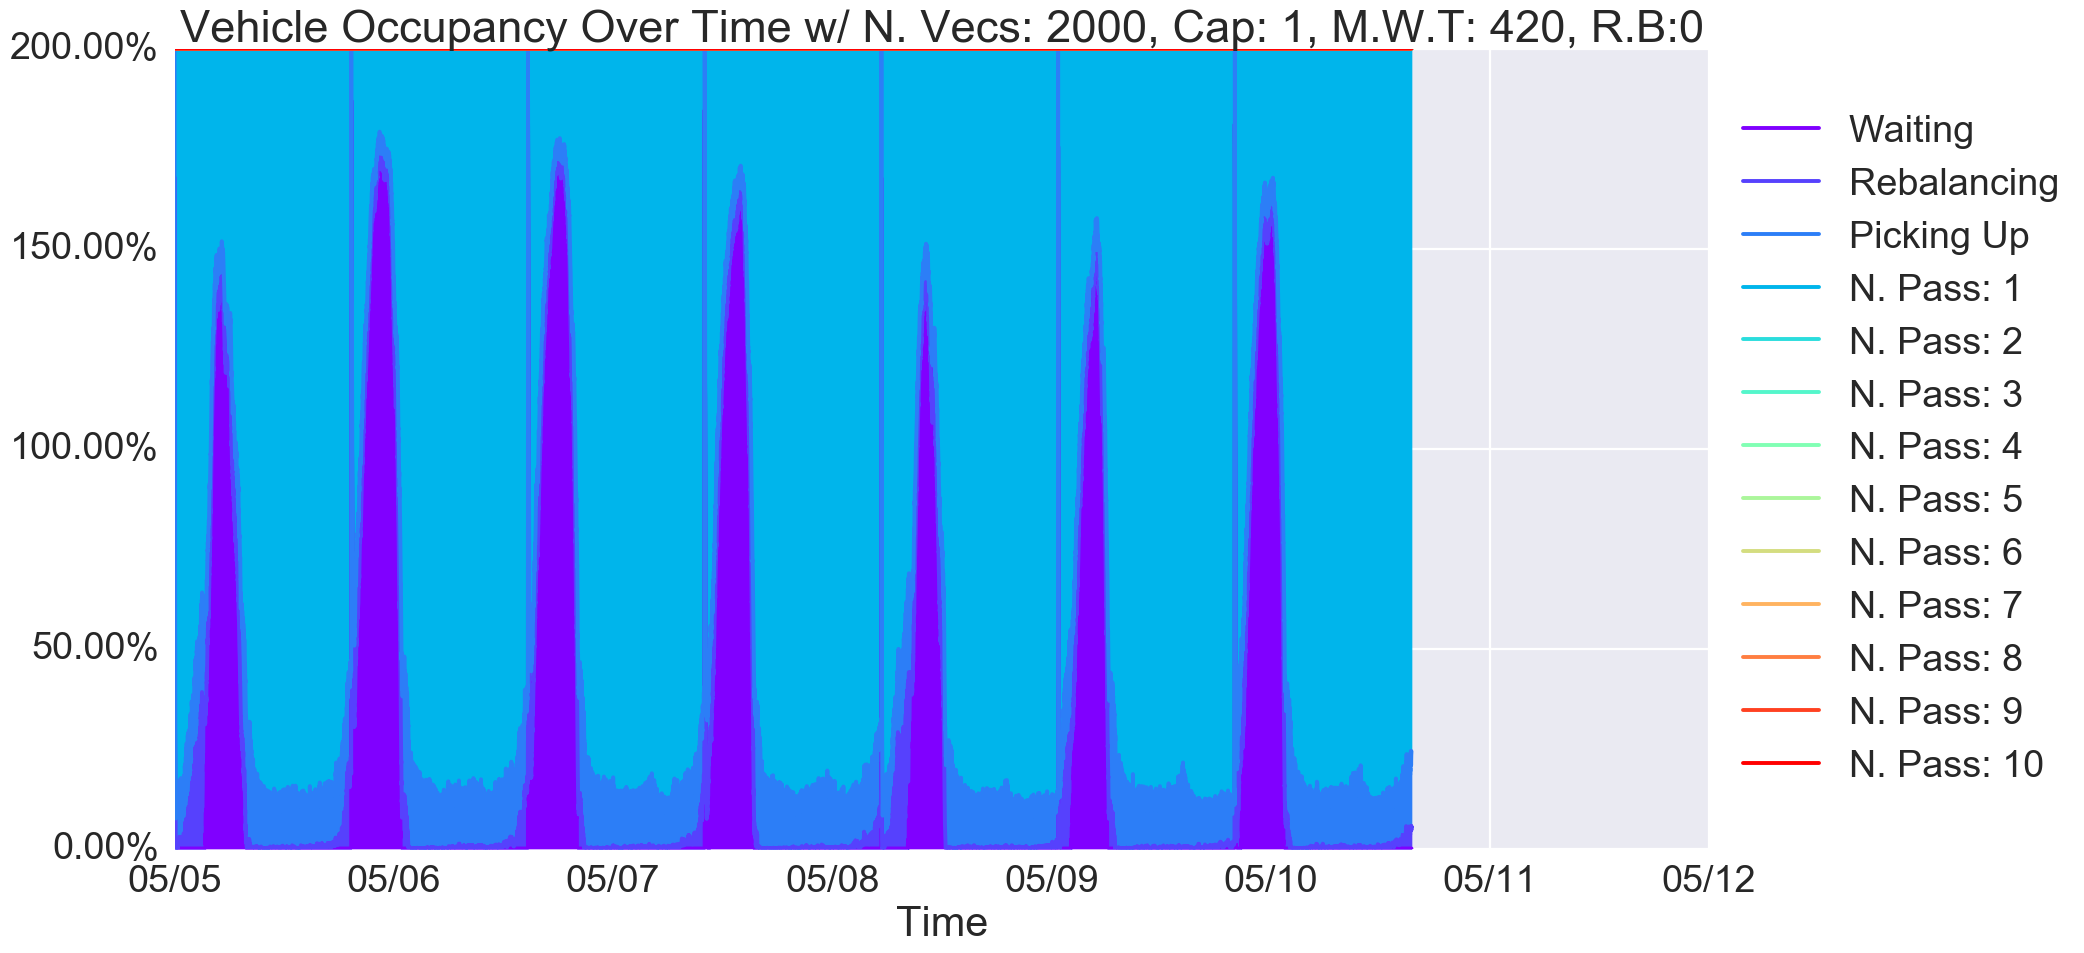 Vehicle Occupancy Over Time w/ N. Vecs: 2000, Cap: 1, M.W.T: 420, R.B:0
200.00%
150.00%
100.00%
50.00%
0.00%
05/05 05/06 05/07 05/08 05/09 05/10 05/11 05/12
Time
Waiting
Rebalancing
Picking Up
N. Pass: 1
N. Pass: 2
N. Pass: 3
N. Pass: 4
N. Pass: 5
N. Pass: 6
N. Pass: 7
N. Pass: 8
N. Pass: 9
N. Pass: 10